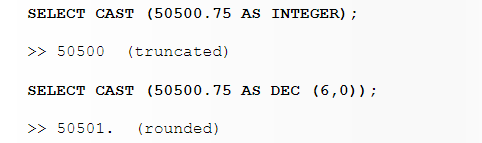 SELECT CAST (50500.75 AS INTEGER);
>> 50500  (truncated)
SELECT CAST (50500.75 AS DEC (6,0));
>> 50501.  (rounded)